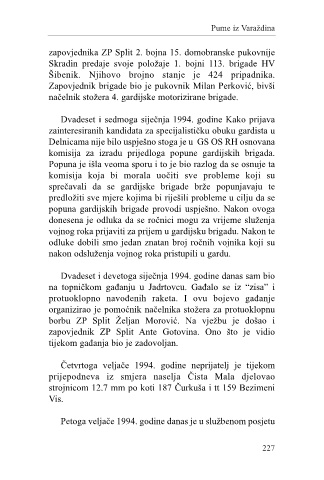 Pume iz Varaždina
zapovjednika ZP Split 2. bojna 15. domobranske pukovnije
Skradin predaje svoje položaje 1. bojni 113. brigade HV
Šibenik. Njihovo brojno stanje je 424 pripadnika.
Zapovjednik brigade bio je pukovnik Milan Perković, bivši
načelnik stožera 4. gardijske motorizirane brigade.
Dvadeset i sedmoga siječnja 1994. godine Kako prijava
zainteresiranih kandidata za specijalističku obuku gardista u
Delnicama nije bilo uspješno stoga je u GS OS RH osnovana
komisija za izradu prijedloga popune gardijskih brigada.
Popuna je išla veoma sporu i to je bio razlog da se osnuje ta
komisija koja bi morala uočiti sve probleme koji su
sprečavali da se gardijske brigade brže popunjavaju te
predložiti sve mjere kojima bi riješili probleme u cilju da se
popuna gardijskih brigade provodi uspješno. Nakon ovoga
donesena je odluka da se ročnici mogu za vrijeme služenja
vojnog roka prijaviti za prijem u gardijsku brigadu. Nakon te
odluke dobili smo jedan znatan broj ročnih vojnika koji su
nakon odsluženja vojnog roka pristupili u gardu.
Dvadeset i devetoga siječnja 1994. godine danas sam bio
na topničkom gađanju u Jadrtovcu. Gađalo se iz “zisa” i
protuoklopno navođenih raketa. I ovu bojevo gađanje
organizirao je pomoćnik načelnika stožera za protuoklopnu
borbu ZP Split Željan Morović. Na vježbu je došao i
zapovjednik ZP Split Ante Gotovina. Ono što je vidio
tijekom gađanja bio je zadovoljan.
Četvrtoga veljače 1994. godine neprijatelj je tijekom
prijepodneva iz smjera naselja Čista Mala djelovao
strojnicom 12.7 mm po koti 187 Čurkuša i tt 159 Bezimeni
Vis.
Petoga veljače 1994. godine danas je u službenom posjetu
227